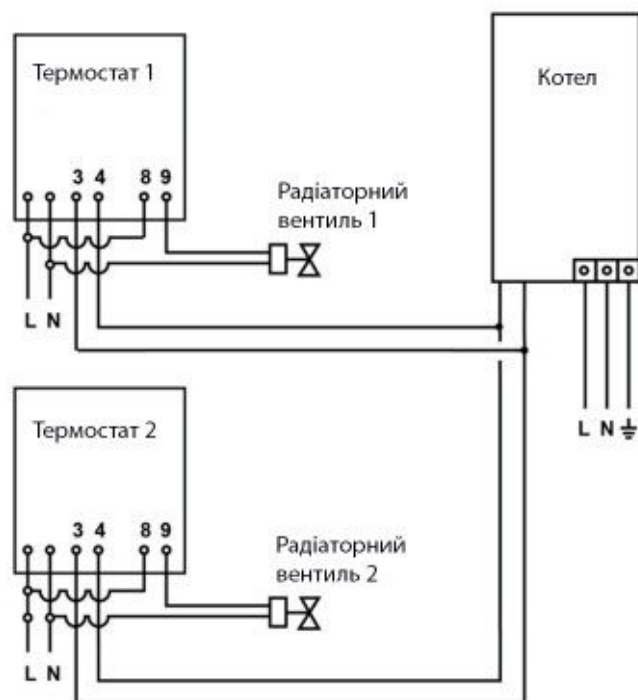 Термостат 1
Котел
3 4 8 9
Радіаторний
вентиль 1
L N
L N
Термостат 2
3 4 8 9
Радіаторний
вентиль 2
L N